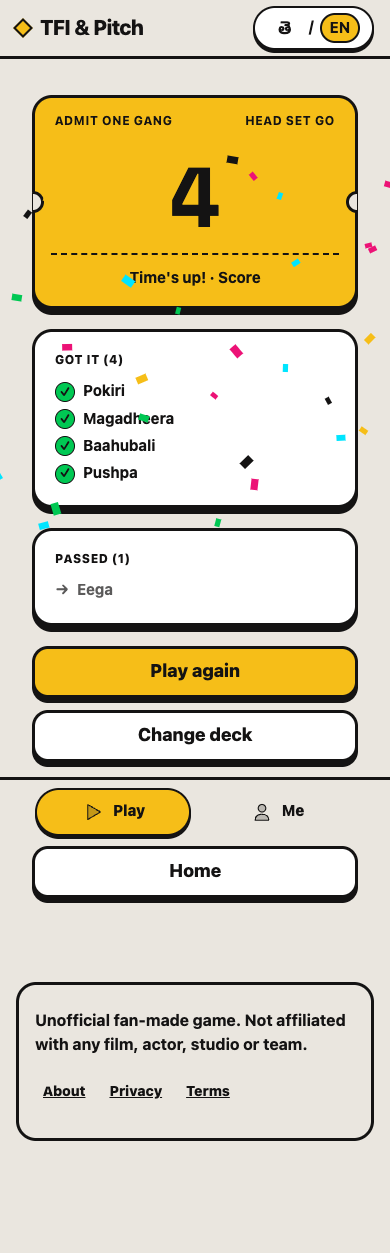 TFI & Pitch
అ / EN
ADMIT ONE GANG HEAD SET GO
4
Time's up! · Score
GOT IT (4)
Pokiri
Magadheera
Baahubali
Pushpa
PASSED (1)
→ Eega
Play again
Change deck
Play Me
Home
Unofficial fan-made game. Not affiliated
with any film, actor, studio or team.
About Privacy Terms